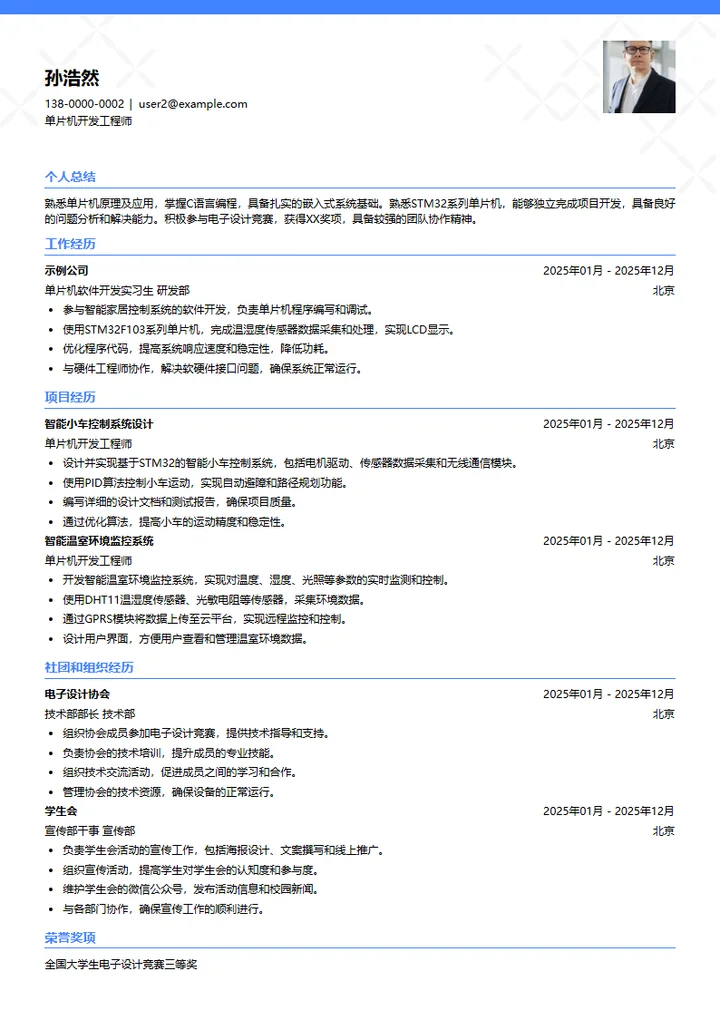 孙浩然
138-0000-0002 | user2@example.com
单片机开发工程师
个人总结
熟悉单片机原理及应用，掌握C语言编程，具备扎实的嵌入式系统基础。熟悉STM32系列单片机，能够独立完成项目开发，具备良好
的问题分析和解决能力。积极参与电子设计竞赛，获得XX奖项，具备较强的团队协作精神。
工作经历
示例公司 2025年01月 - 2025年12月
单片机软件开发实习生 研发部 北京
• 参与智能家居控制系统的软件开发，负责单片机程序编写和调试。
• 使用STM32F103系列单片机，完成温湿度传感器数据采集和处理，实现LCD显示。
• 优化程序代码，提高系统响应速度和稳定性，降低功耗。
• 与硬件工程师协作，解决软硬件接口问题，确保系统正常运行。
项目经历
智能小车控制系统设计 2025年01月 - 2025年12月
单片机开发工程师 北京
• 设计并实现基于STM32的智能小车控制系统，包括电机驱动、传感器数据采集和无线通信模块。
• 使用PID算法控制小车运动，实现自动避障和路径规划功能。
• 编写详细的设计文档和测试报告，确保项目质量。
• 通过优化算法，提高小车的运动精度和稳定性。
智能温室环境监控系统 2025年01月 - 2025年12月
单片机开发工程师 北京
• 开发智能温室环境监控系统，实现对温度、湿度、光照等参数的实时监测和控制。
• 使用DHT11温湿度传感器、光敏电阻等传感器，采集环境数据。
• 通过GPRS模块将数据上传至云平台，实现远程监控和控制。
• 设计用户界面，方便用户查看和管理温室环境数据。
社团和组织经历
电子设计协会 2025年01月 - 2025年12月
技术部部长 技术部 北京
• 组织协会成员参加电子设计竞赛，提供技术指导和支持。
• 负责协会的技术培训，提升成员的专业技能。
• 组织技术交流活动，促进成员之间的学习和合作。
• 管理协会的技术资源，确保设备的正常运行。
学生会 2025年01月 - 2025年12月
宣传部干事 宣传部 北京
• 负责学生会活动的宣传工作，包括海报设计、文案撰写和线上推广。
• 组织宣传活动，提高学生对学生会的认知度和参与度。
• 维护学生会的微信公众号，发布活动信息和校园新闻。
• 与各部门协作，确保宣传工作的顺利进行。
荣誉奖项
全国大学生电子设计竞赛三等奖